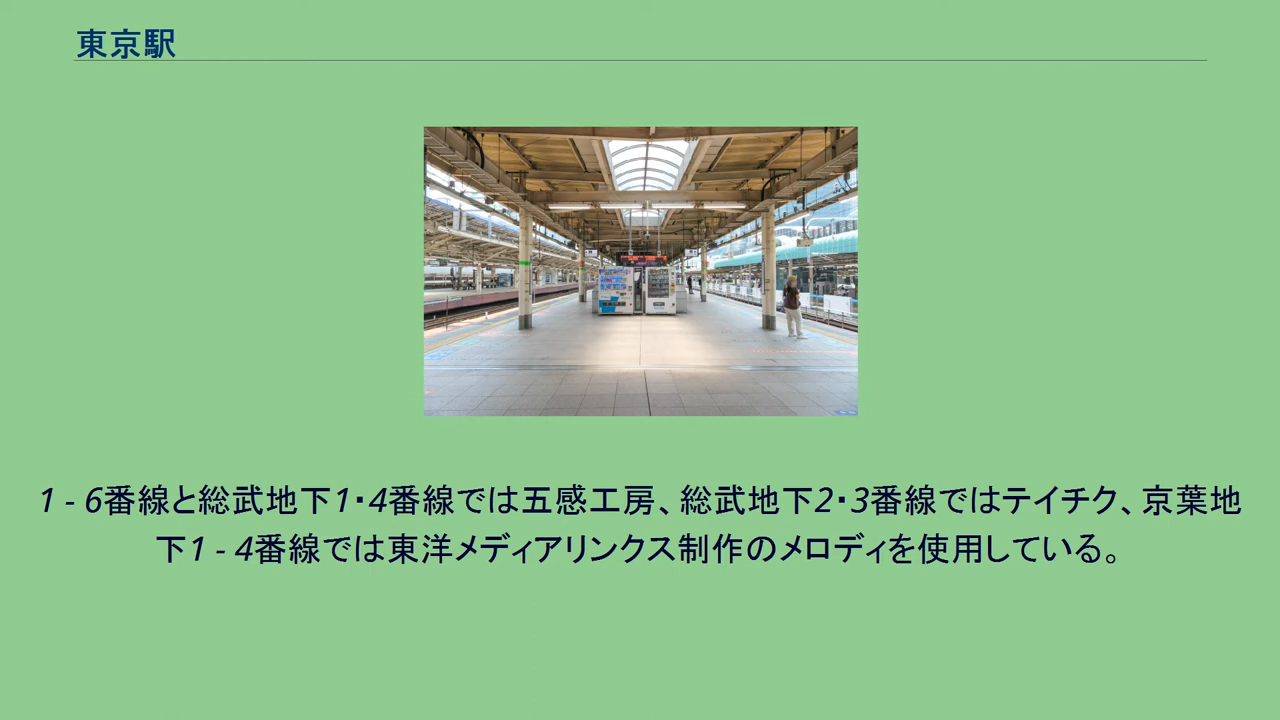 東京駅
1 - 6番線と総武地下1・4番線では五感工房、総武地下2・3番線ではテイチク、京葉地
下1 - 4番線では東洋メディアリンクス制作のメロディを使用している。